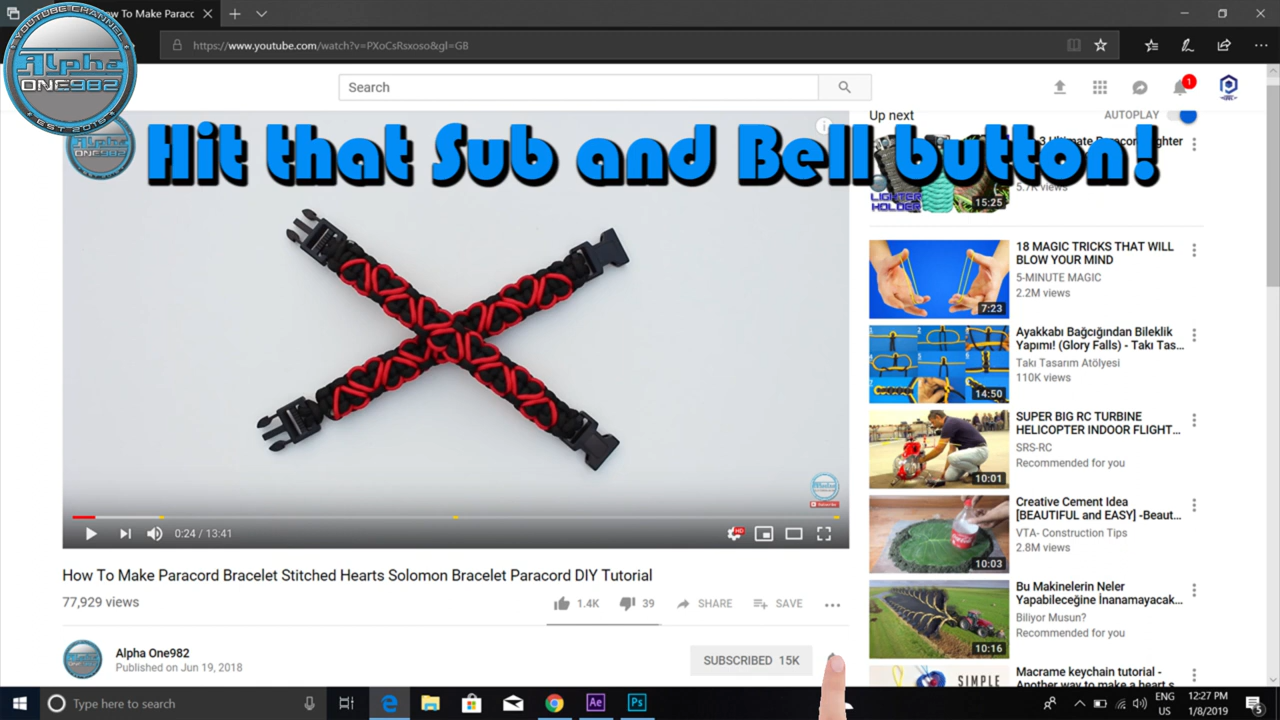 How To Make Paracord
YOUTUBE CHANNEL
Alpha
ONE982
EST 2015
https://www.youtube.com/watch?v=PXoCsRsxoso&gl=GB
Search
1
Hit that Sub and Bell button!
Up next
AUTOPLAY
5.7K views
LIGHTER
HOLDER
15:25
18 MAGIC TRICKS THAT WILL
BLOW YOUR MIND
5-MINUTE MAGIC
2.2M views
7:23
Ayakkabı Bağcığından Bileklik
Yapımı! (Glory Falls) - Takı Tas...
Takı Tasarım Atölyesi
110K views
14:50
SUPER BIG RC TURBINE
HELICOPTER INDOOR FLIGHT...
SRS-RC
Recommended for you
10:01
Creative Cement Idea
[BEAUTIFUL and EASY] -Beaut...
VTA- Construction Tips
2.8M views
10:03
Bu Makinelerin Neler
Yapabileceğine İnanamayacak...
Biliyor Musun?
Recommended for you
10:16
Macrame keychain tutorial -
Another way to make a heart s...
SIMPLE
0:24 / 13:41
HD
How To Make Paracord Bracelet Stitched Hearts Solomon Bracelet Paracord DIY Tutorial
77,929 views
1.4K
39
SHARE
SAVE
Alpha One982
Published on Jun 19, 2018
SUBSCRIBED 15K
Type here to search
Ae
Ps
ENG
US
12:27 PM
1/8/2019
5